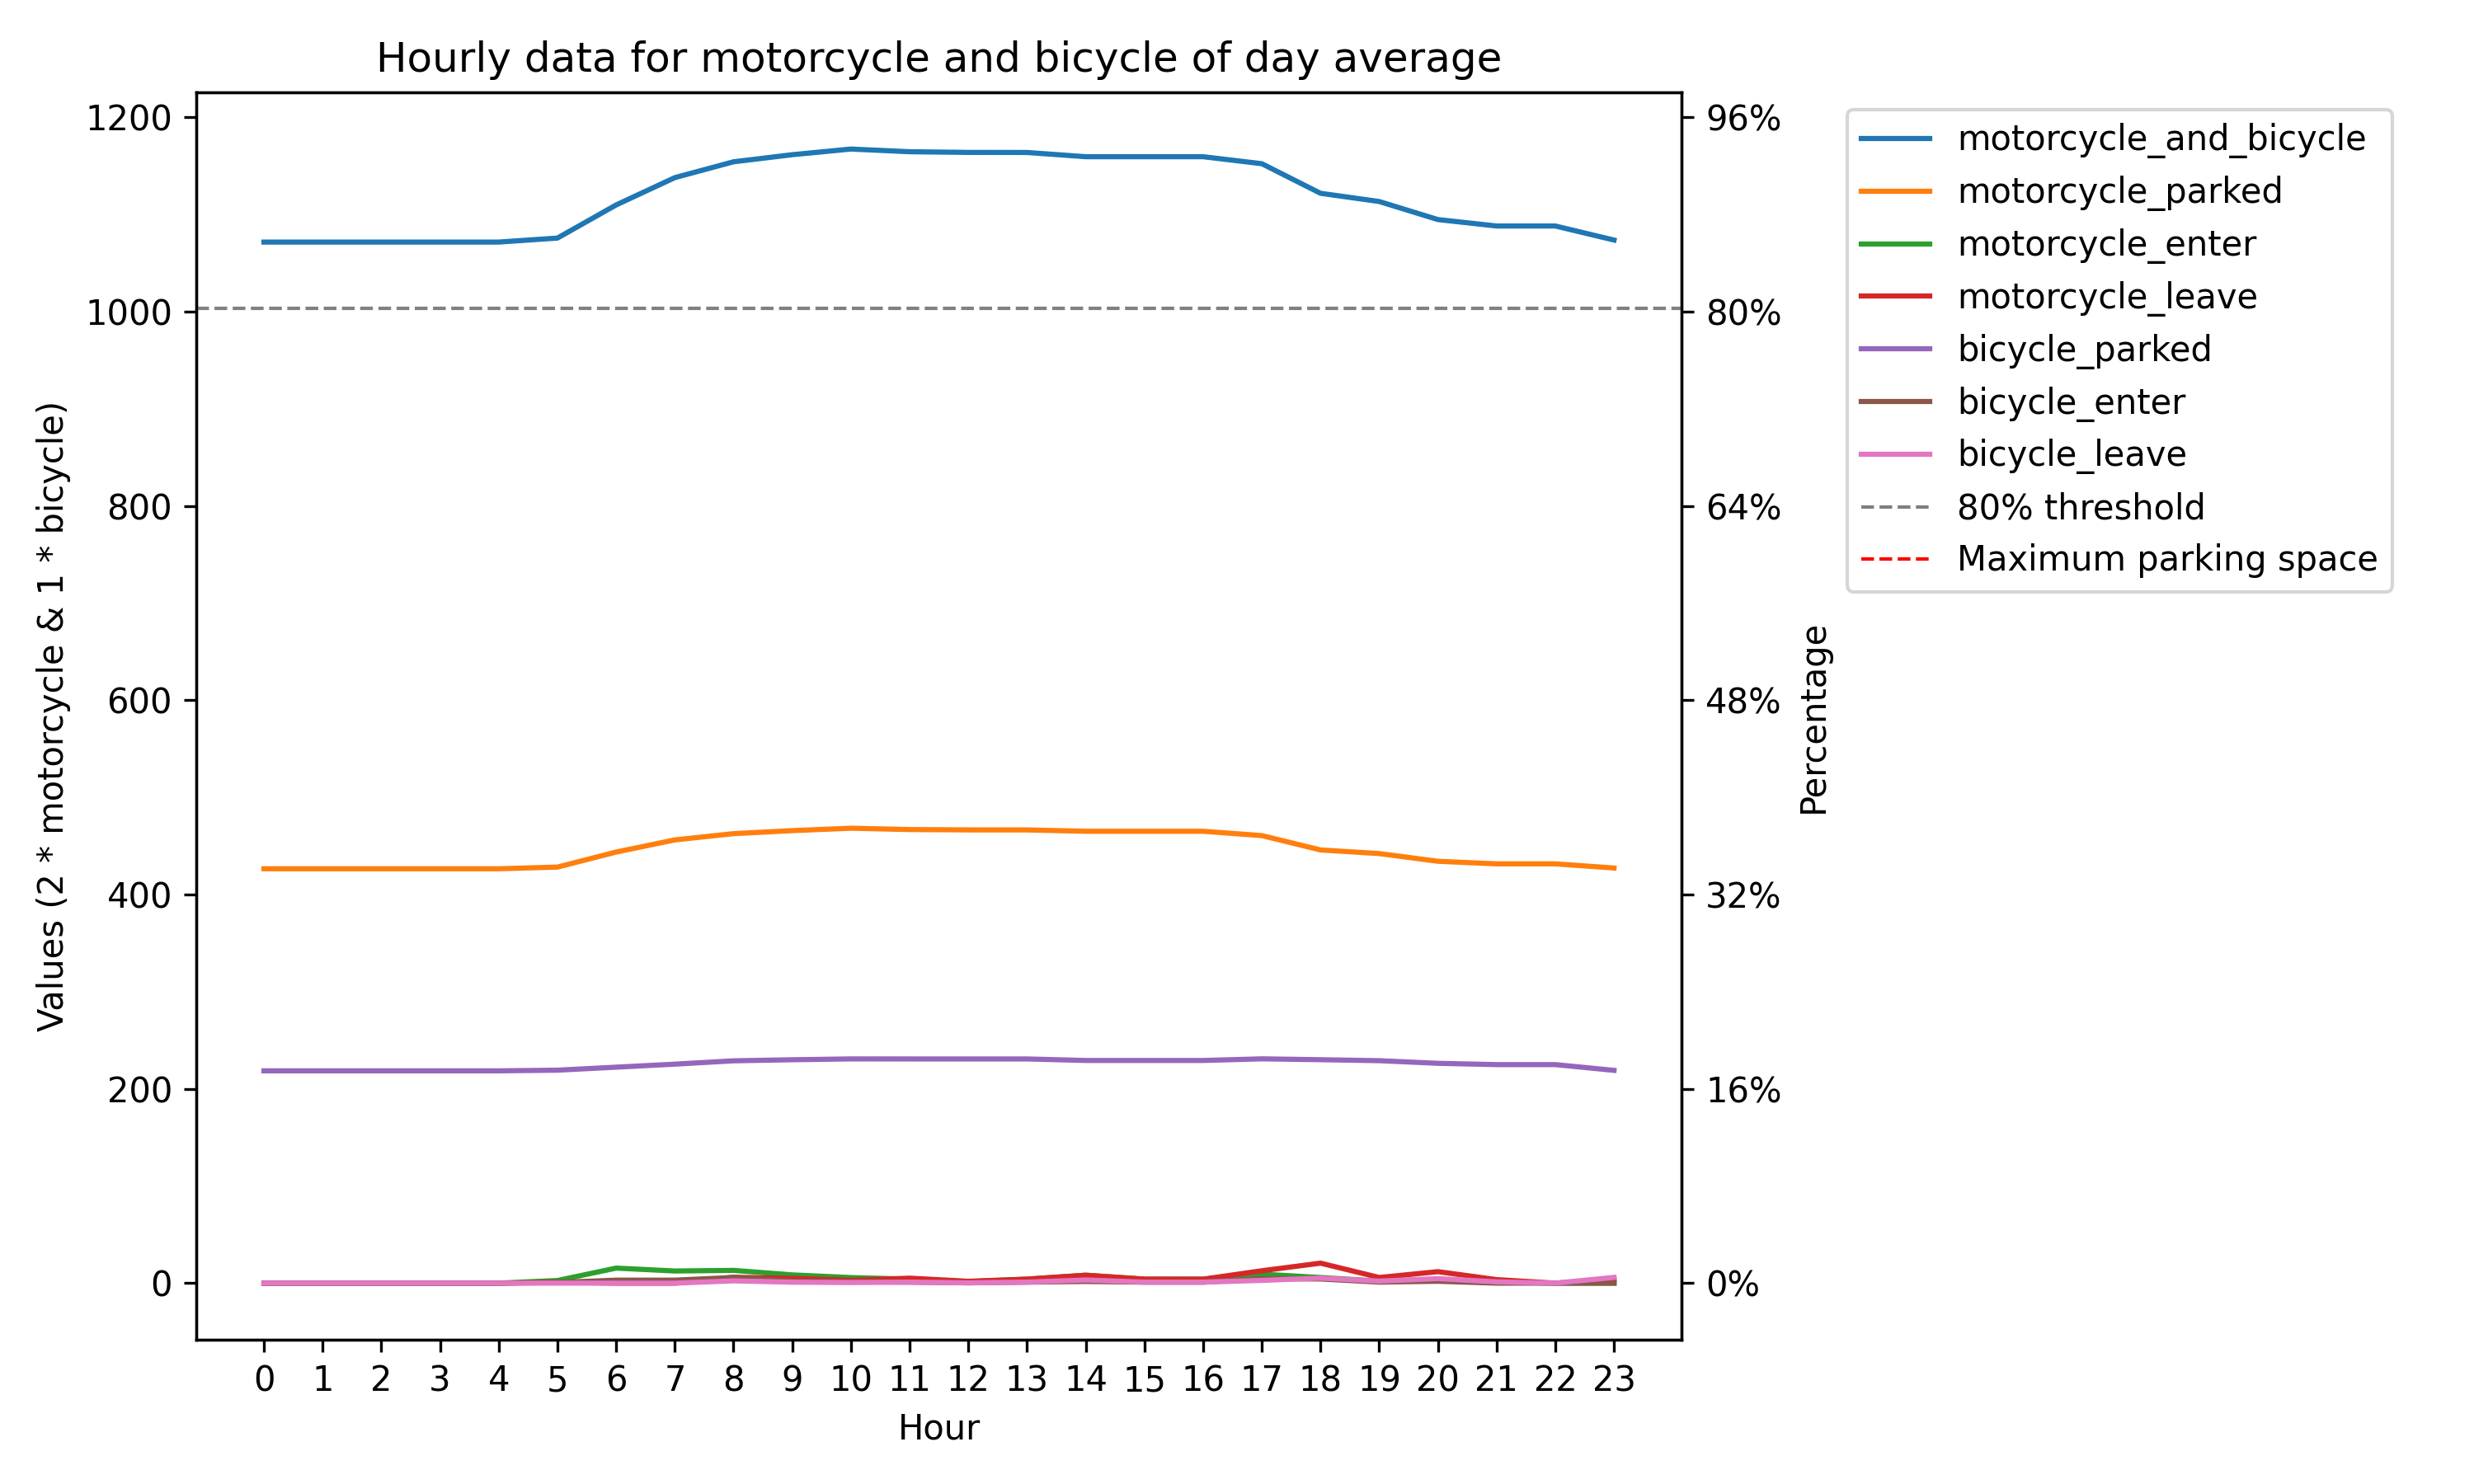 Hourly data for motorcycle and bicycle of day average
Values (2 * motorcycle & 1 * bicycle)
1200
1000
800
600
400
200
0
96%
80%
64%
48%
32%
16%
0%
Percentage
0 1 2 3 4 5 6 7 8 9 10 11 12 13 14 15 16 17 18 19 20 21 22 23
Hour
motorcycle_and_bicycle
motorcycle_parked
motorcycle_enter
motorcycle_leave
bicycle_parked
bicycle_enter
bicycle_leave
80% threshold
Maximum parking space